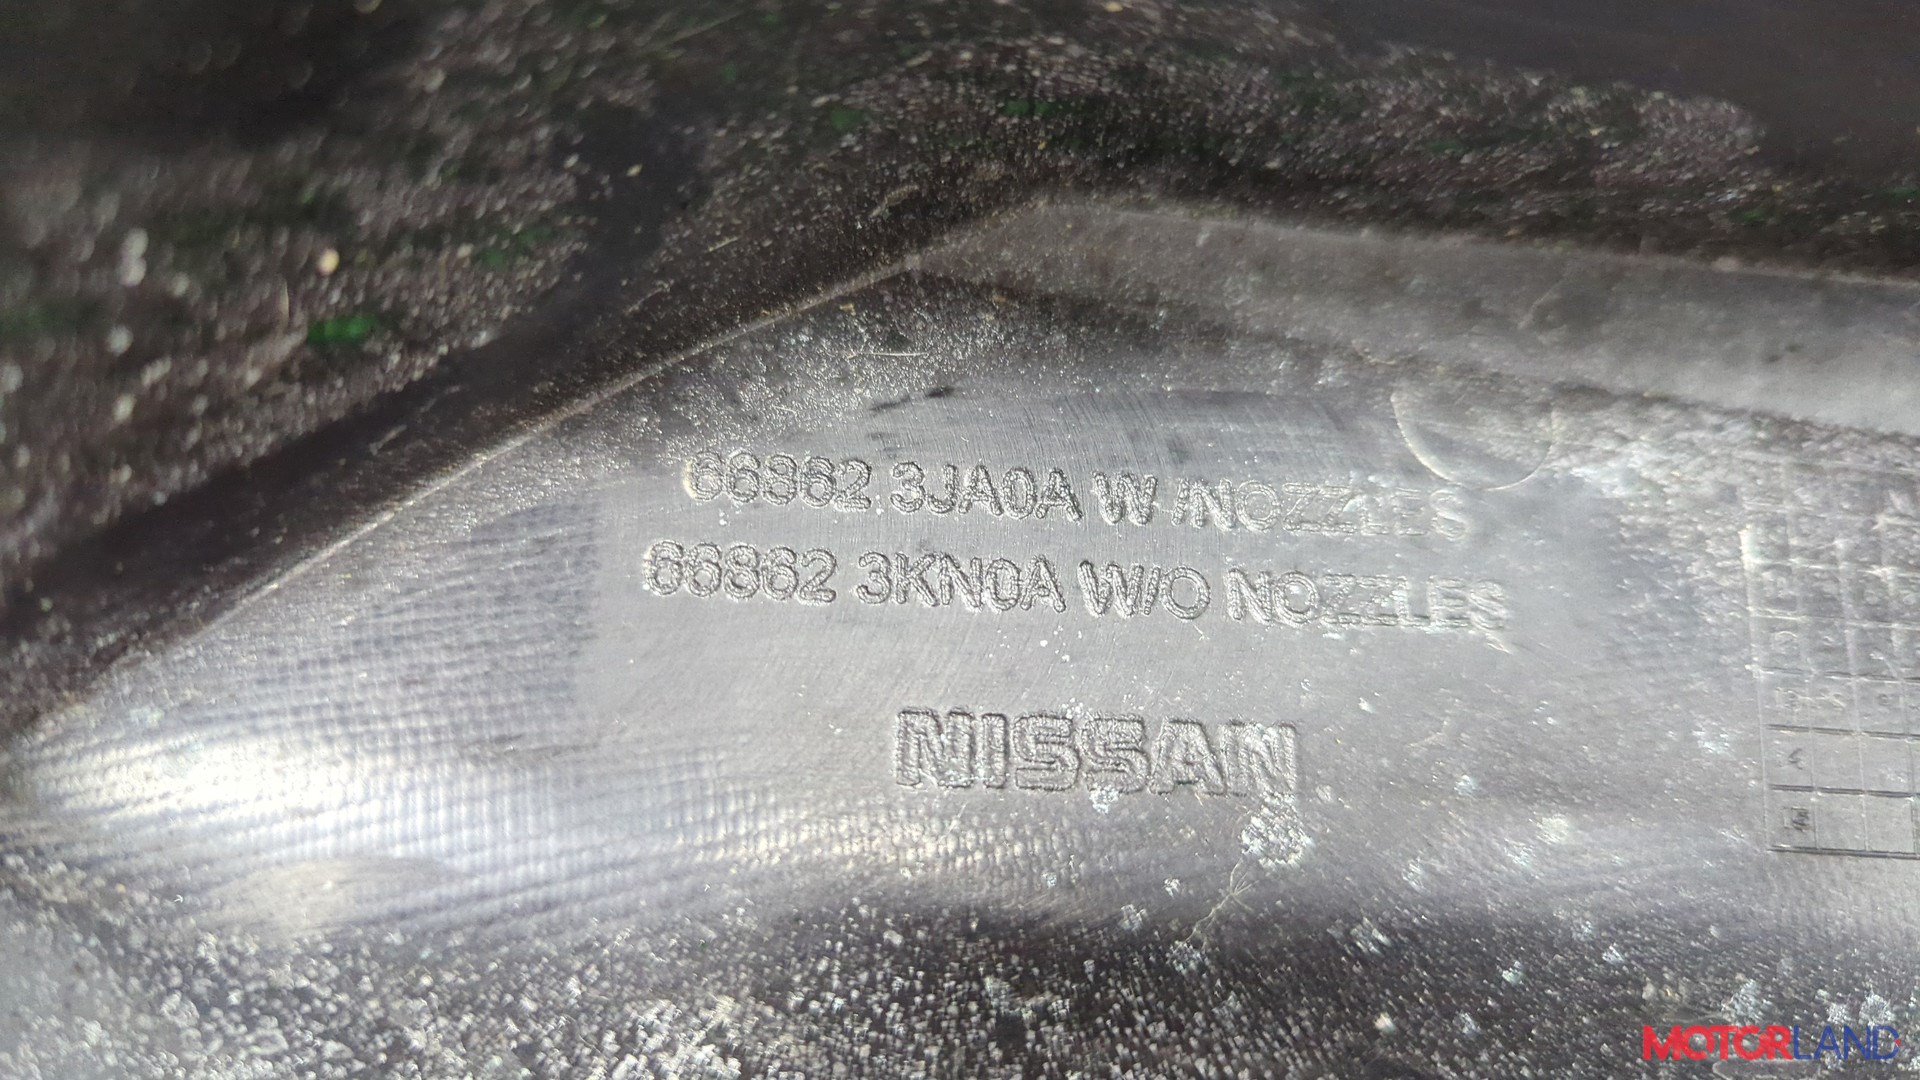 66862 3JA0A W/NOZZLES
66862 3KN0A W/O NOZZLES
NISSAN
MOTORLAND